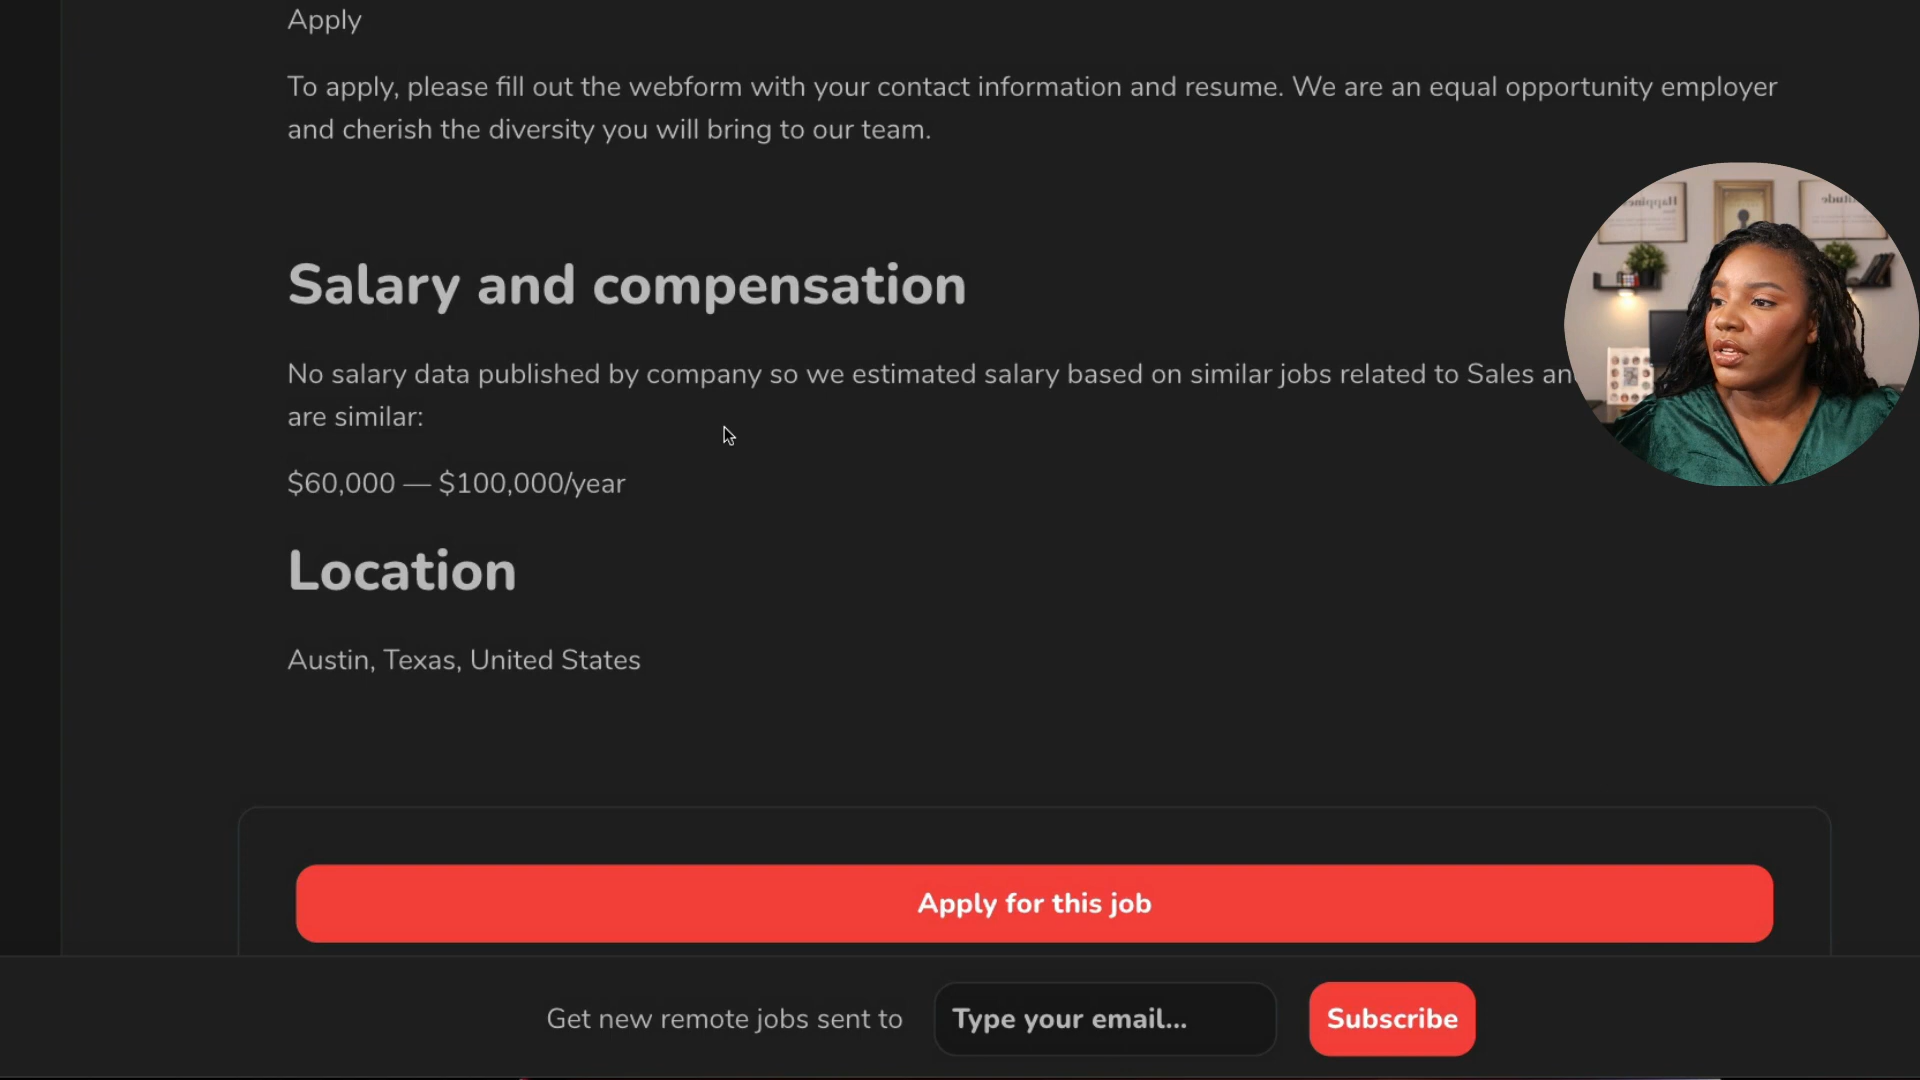 Apply
To apply, please fill out the webform with your contact information and resume. We are an equal opportunity employer
and cherish the diversity you will bring to our team.
Salary and compensation
No salary data published by company so we estimated salary based on similar jobs related to Sales
are similar:
$60,000 — $100,000/year
Location
Austin, Texas, United States
Apply for this job
Get new remote jobs sent to
Type your email...
Subscribe
Happiness